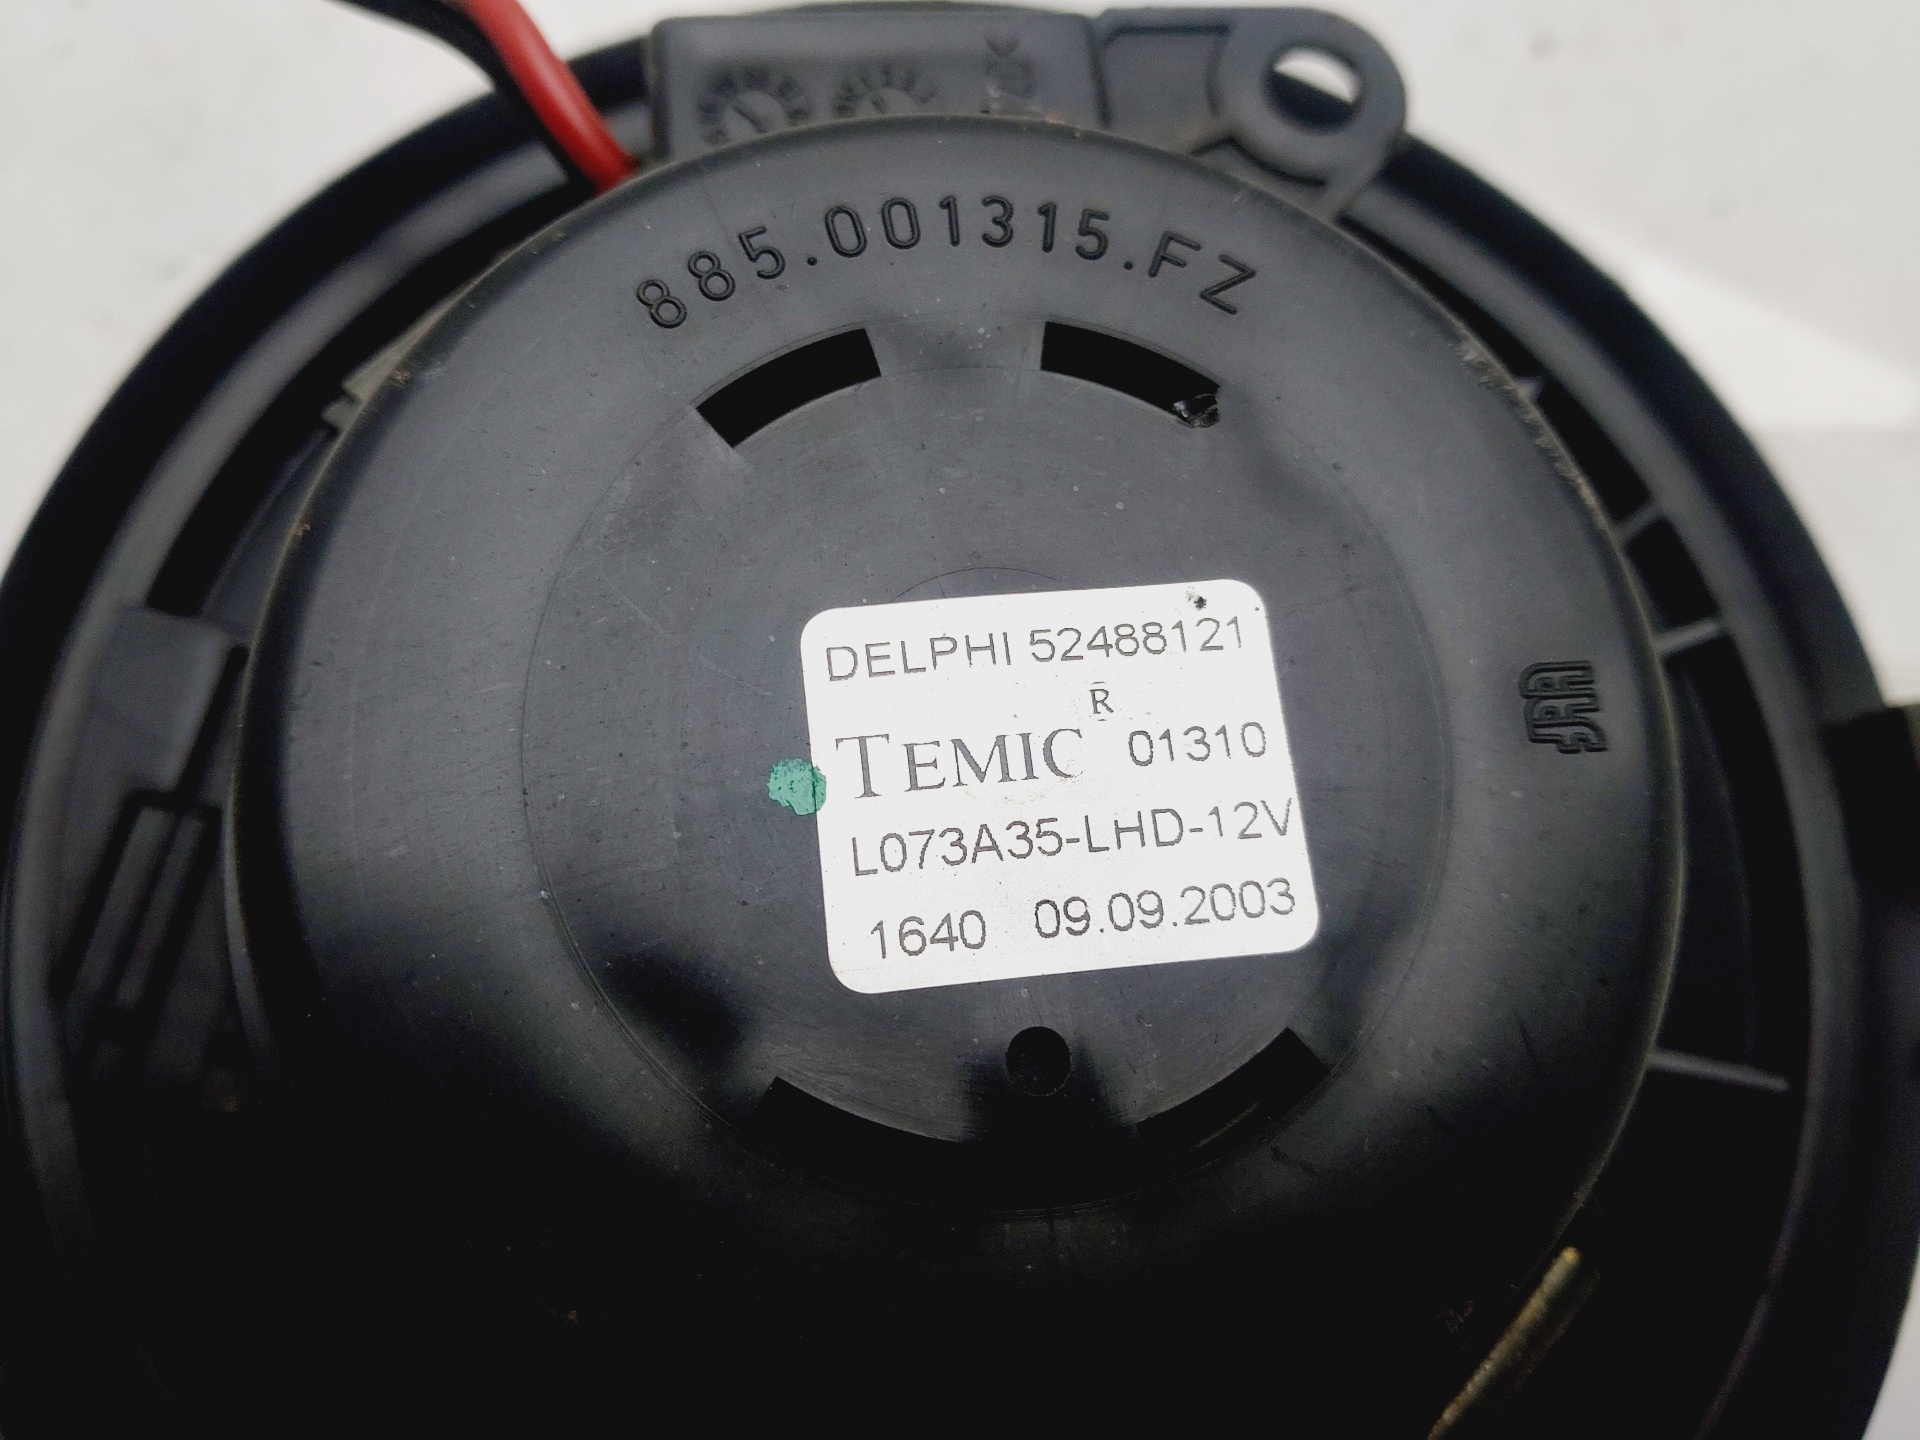 885.001315.FZ
DELPHI 52488121
R
TEMIC 01310
L073A35-LHD-12V
1640 09.09.2003